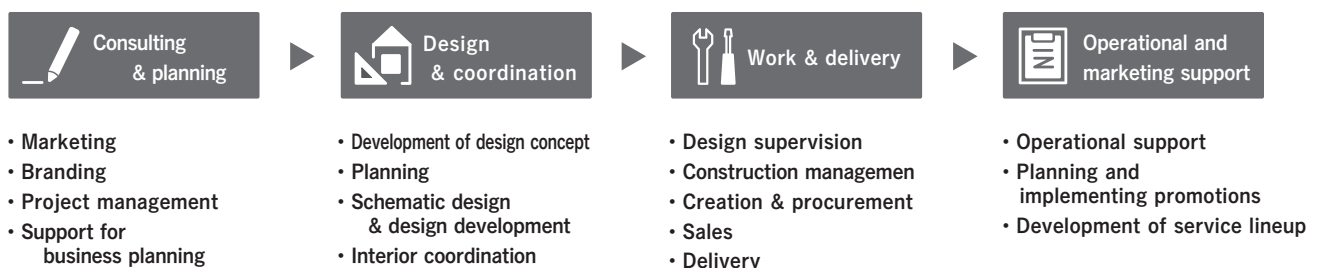 Consulting
& planning
• Marketing
• Branding
• Project management
• Support for
business planning
Design
& coordination
• Development of design concept
• Planning
• Schematic design
& design development
• Interior coordination
Work & delivery
• Design supervision
• Construction managemen
• Creation & procurement
• Sales
• Delivery
Operational and
marketing support
• Operational support
• Planning and
implementing promotions
• Development of service lineup